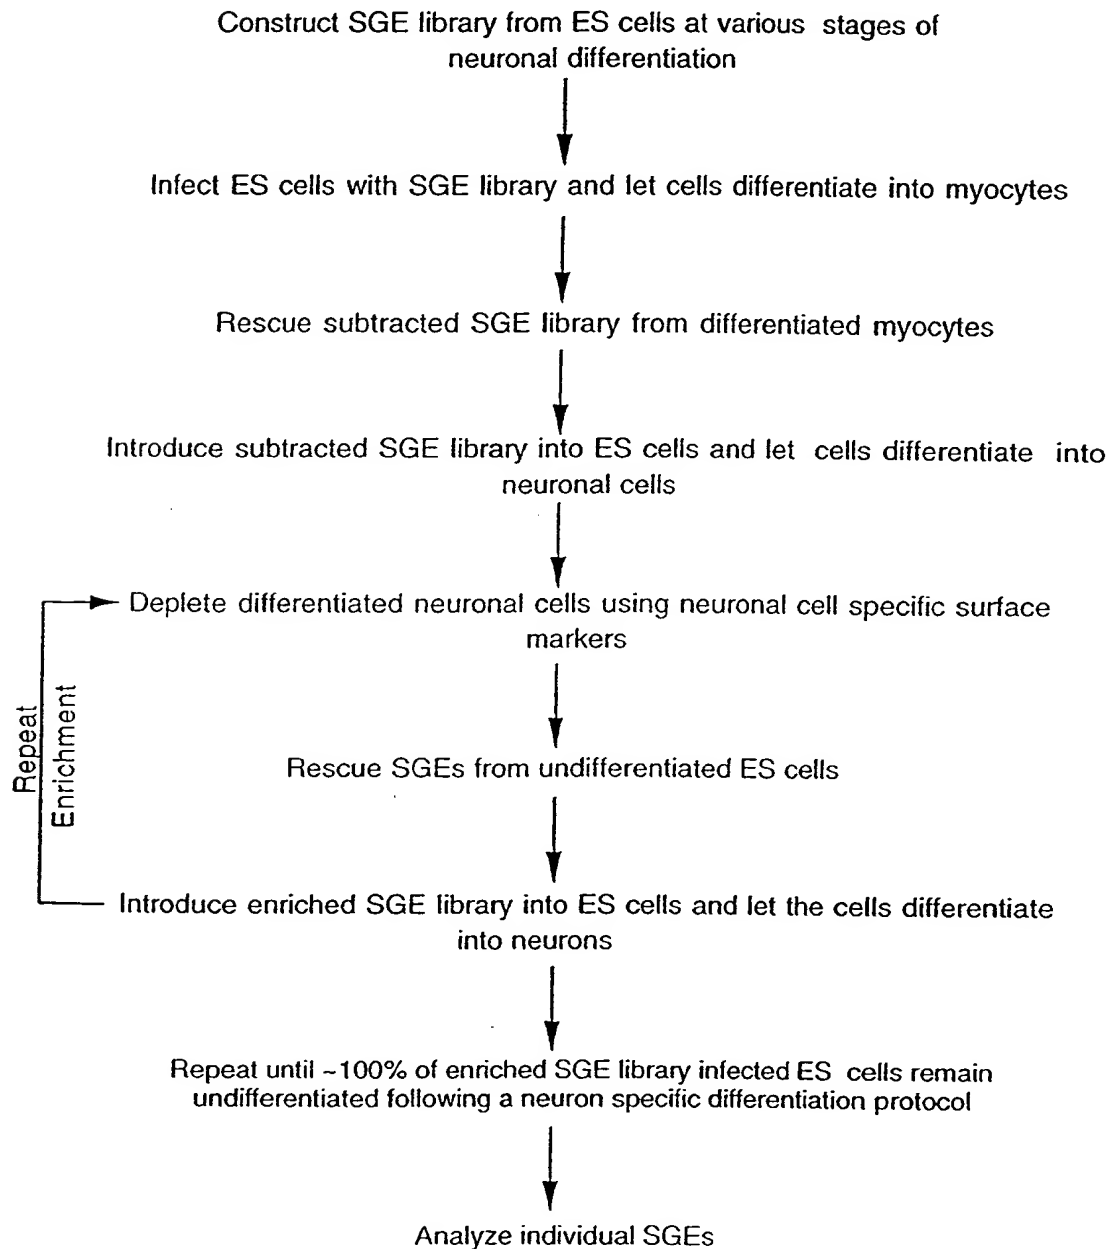 Construct SGE library from ES cells at various stages of
neuronal differentiation
Infect ES cells with SGE library and let cells differentiate into myocytes
Rescue subtracted SGE library from differentiated myocytes
Introduce subtracted SGE library into ES cells and let cells differentiate into
neuronal cells
Deplete differentiated neuronal cells using neuronal cell specific surface
markers
Repeat
Enrichment
Rescue SGEs from undifferentiated ES cells
Introduce enriched SGE library into ES cells and let the cells differentiate
into neurons
Repeat until ~100% of enriched SGE library infected ES cells remain
undifferentiated following a neuron specific differentiation protocol
Analyze individual SGEs